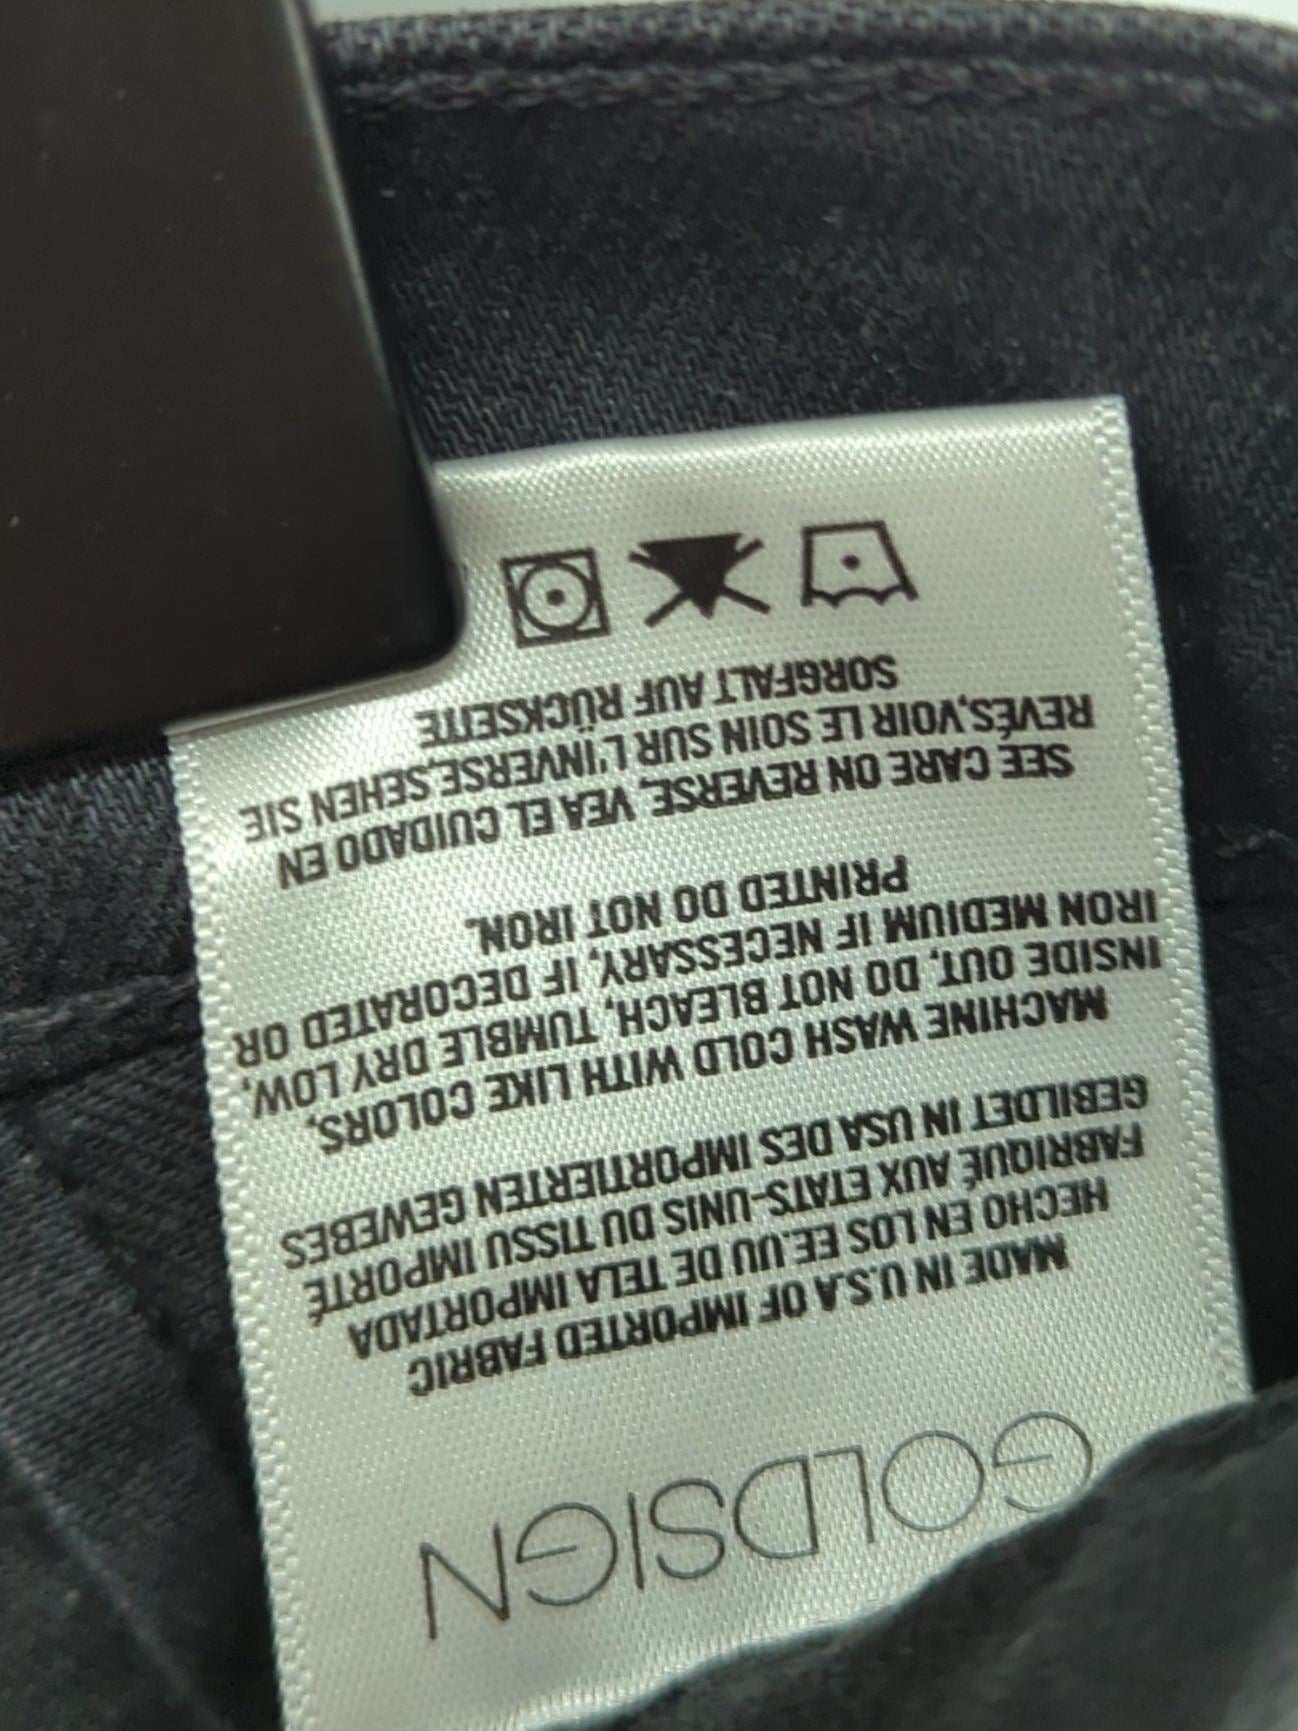 GOLDSIGN
MADE IN U.S.A OF IMPORTED FABRIC
HECHO EN LOS EE.UU DE TELA IMPORTADA
FABRIQUÉ AUX ETATS-UNIS DU TISSU IMPORTÉ
GEBILDET IN USA DES IMPORTIERTEN GEWEBES
MACHINE WASH COLD WITH LIKE COLORS,
INSIDE OUT, DO NOT BLEACH, TUMBLE DRY LOW,
IRON MEDIUM IF NECESSARY, IF DECORATED OR
PRINTED DO NOT IRON.
SEE CARE ON REVERSE, VEA EL CUIDADO EN
REVÉS,VOIR LE SOIN SUR L'INVERSE,SEHEN SIE
SORGFALT AUF RÜCKSEITE